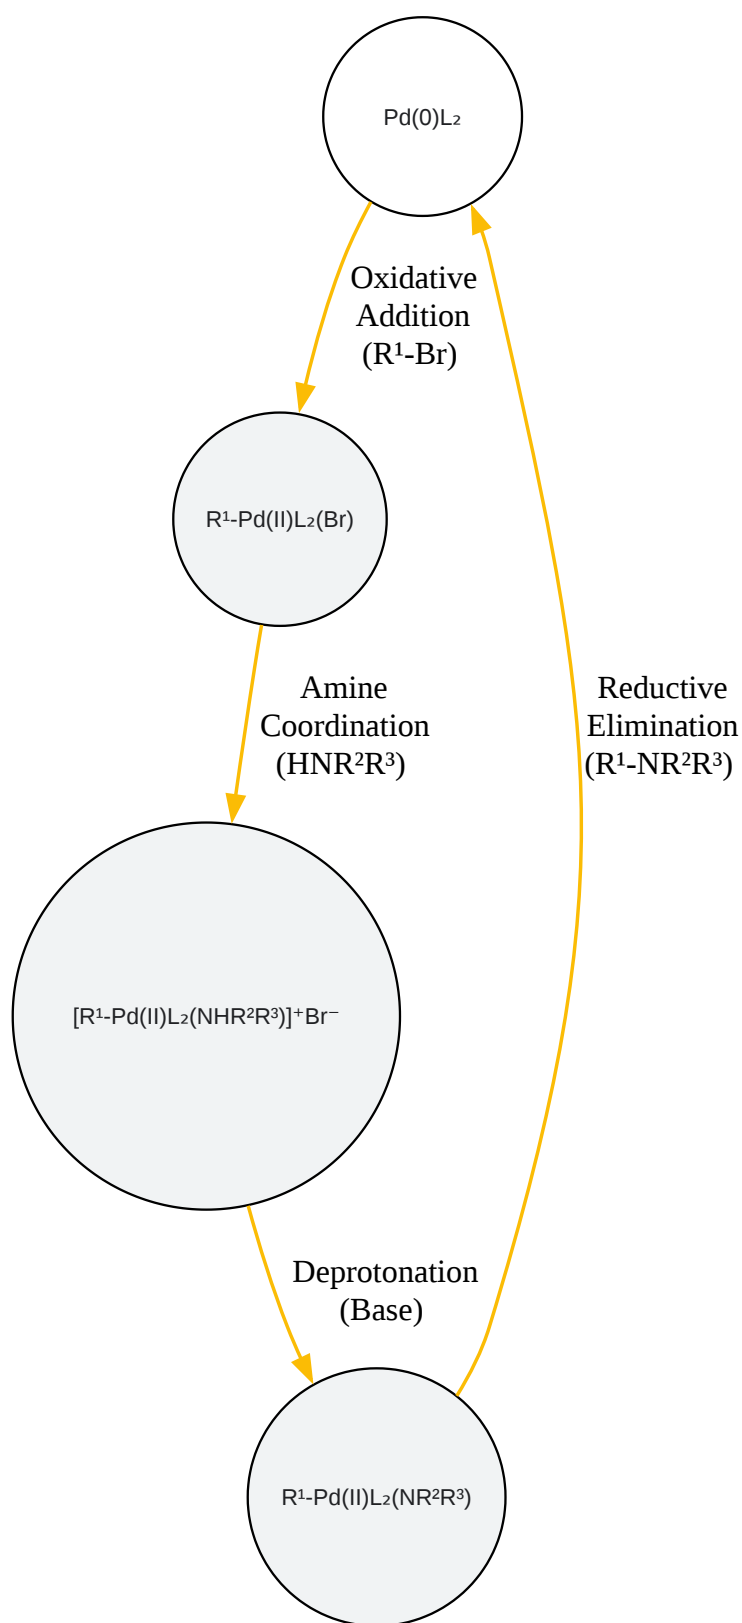 Pd(0)L₂
Oxidative
Addition
(R¹-Br)
R¹-Pd(II)L₂(Br)
Amine
Coordination
(HNR²R³)
Reductive
Elimination
(R¹-NR²R³)
[R¹-Pd(II)L₂(NHR²R³)]⁺Br⁻
Deprotonation
(Base)
R¹-Pd(II)L₂(NR²R³)